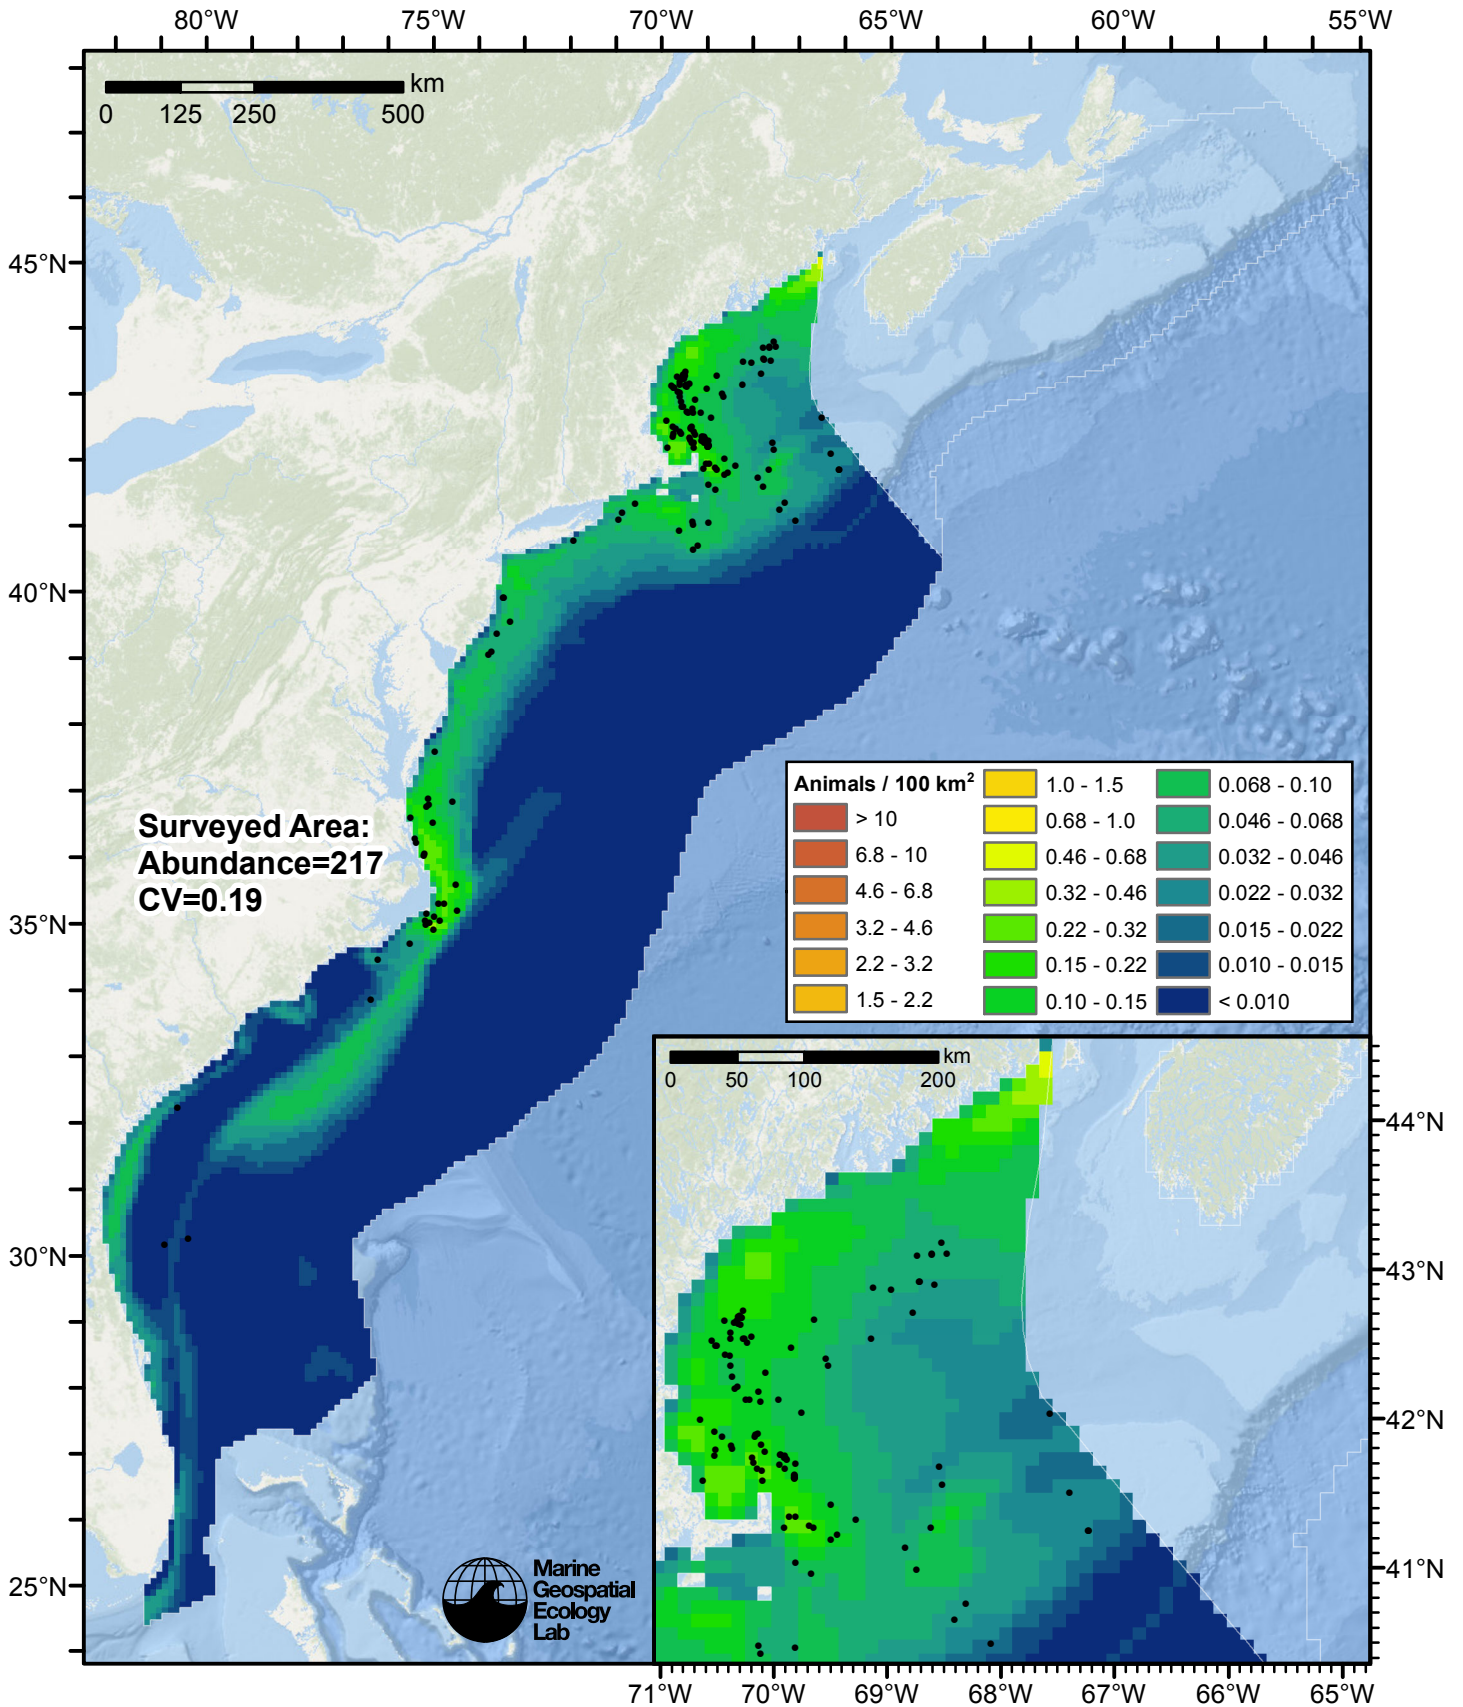 80°W 75°W 70°W 65°W 60°W 55°W
km
0 125 250 500
45°N
40°N
35°N
30°N
25°N
Surveyed Area:
Abundance=217
CV=0.19
Animals / 100 km²
> 10
6.8 - 10
4.6 - 6.8
3.2 - 4.6
2.2 - 3.2
1.5 - 2.2
1.0 - 1.5
0.68 - 1.0
0.46 - 0.68
0.32 - 0.46
0.22 - 0.32
0.15 - 0.22
0.10 - 0.15
0.068 - 0.10
0.046 - 0.068
0.032 - 0.046
0.022 - 0.032
0.015 - 0.022
0.010 - 0.015
< 0.010
km
0 50 100 200
44°N
43°N
42°N
41°N
Marine
Geospatial
Ecology
Lab
71°W 70°W 69°W 68°W 67°W 66°W 65°W